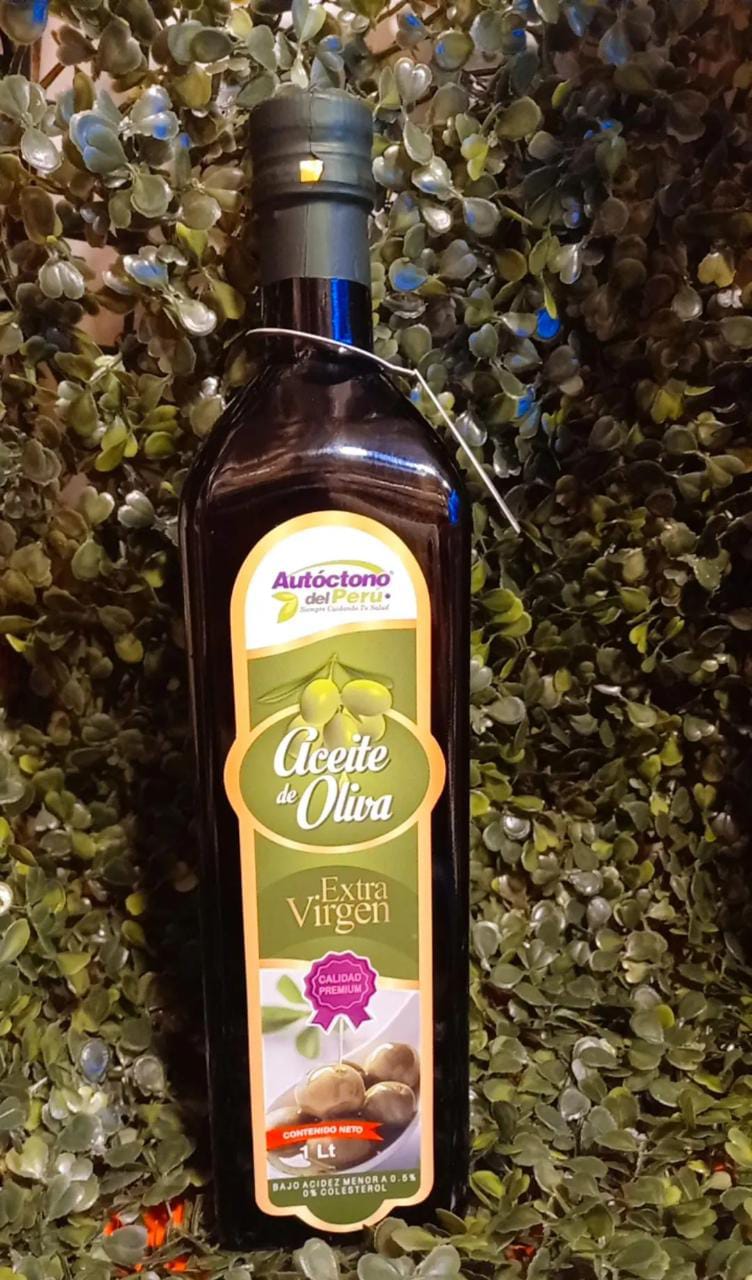 Autóctono®
del Perú
Siempre Cuidando Tu Salud
Aceite
de Oliva
Extra
Virgen
CALIDAD
PREMIUM
CONTENIDO NETO
1 Lt
BAJO ACIDEZ MENOR A 0.5%
0% COLESTEROL